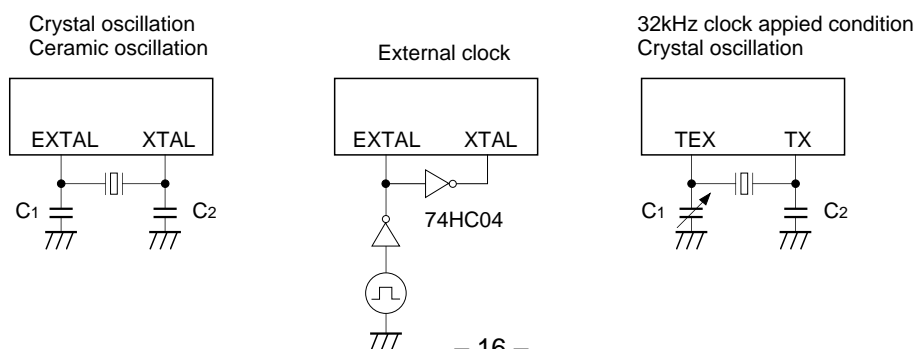 Crystal oscillation
Ceramic oscillation
EXTAL XTAL
C1
C2
External clock
EXTAL XTAL
74HC04
32kHz clock appied condition
Crystal oscillation
TEX TX
C1
C2
– 16 –